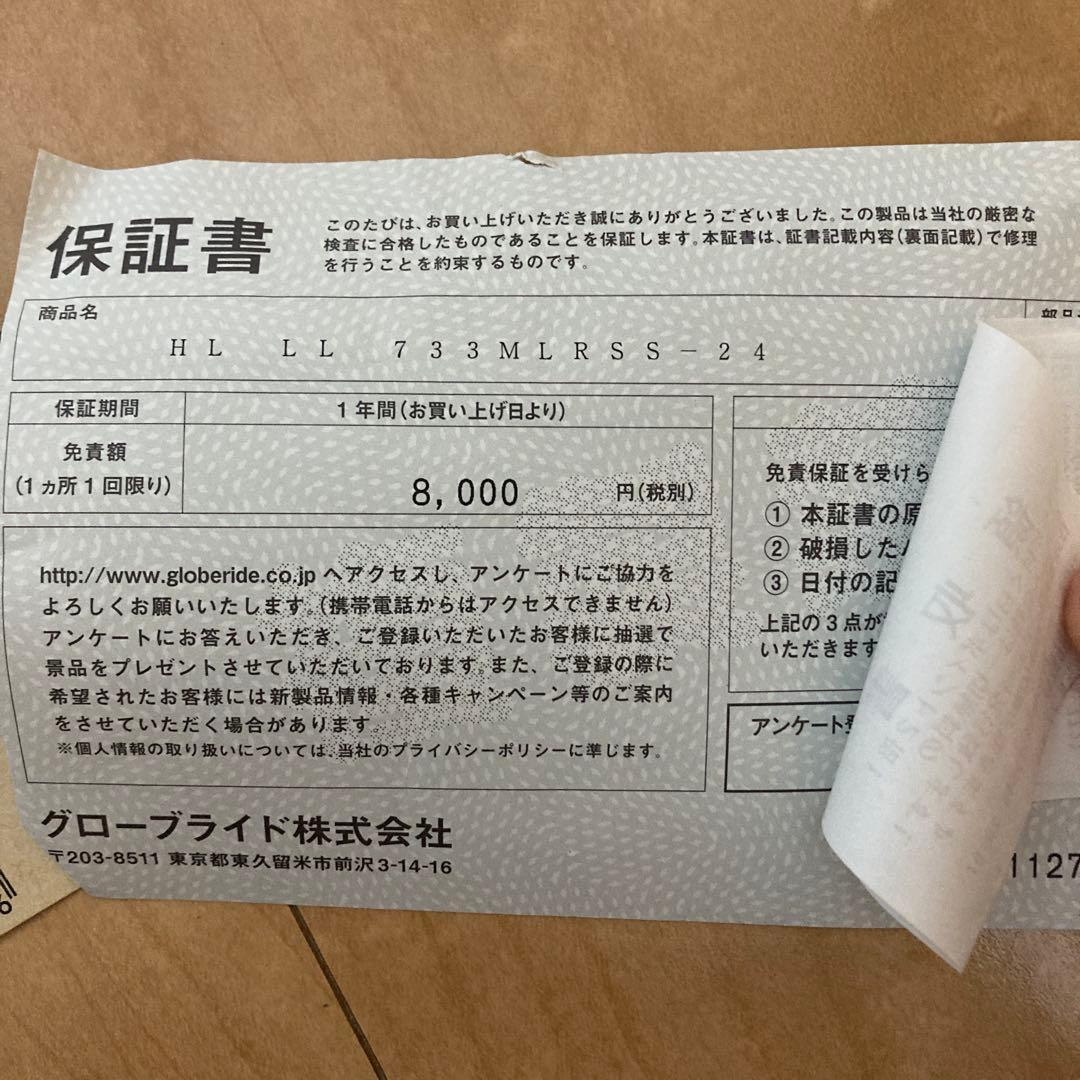 保証書
このたびは、お買い上げいただき誠にありがとうございました。この製品は当社の厳密な
検査に合格したものであることを保証します。本証書は、証書記載内容(裏面記載)で修理
を行うことを約束するものです。
商品名
部品
HL LL 733MLRSS-24
保証期間
1年間(お買い上げ日より)
免責額
(1ヵ所1回限り)
8,000 円(税別)
免責保証を受けら
① 本証書の原
② 破損した
③ 日付の記
上記の3点が
いただきます
http://www.globeride.co.jp へアクセスし、アンケートにご協力を
よろしくお願いいたします。(携帯電話からはアクセスできません)
アンケートにお答えいただき、ご登録いただいたお客様に抽選で
景品をプレゼントさせていただいております。また、ご登録の際に
希望されたお客様には新製品情報・各種キャンペーン等のご案内
をさせていただく場合があります。
※個人情報の取り扱いについては、当社のプライバシーポリシーに準じます。
アンケート
グローブライド株式会社
〒203-8511 東京都東久留米市前沢3-14-16
1127